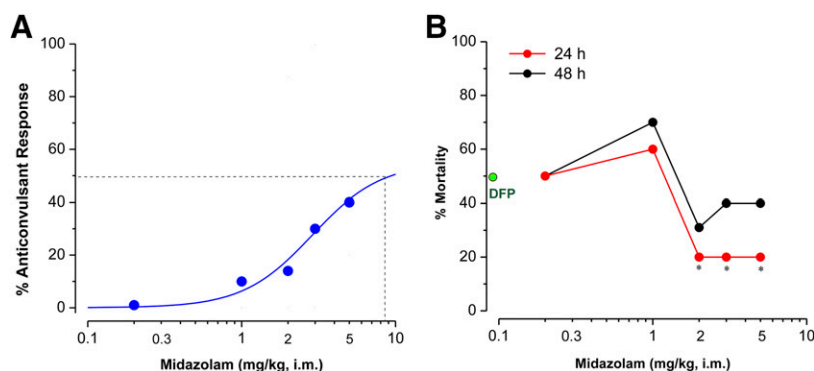 A
100
80
60
40
20
0
% Anticonvulsant Response
0.1 0.3 1 2 5 10
Midazolam (mg/kg, i.m.)
B
24 h
48 h
100
80
60
40
20
0
% Mortality
DFP
* * *
0.1 0.3 1 2 5 10
Midazolam (mg/kg, i.m.)